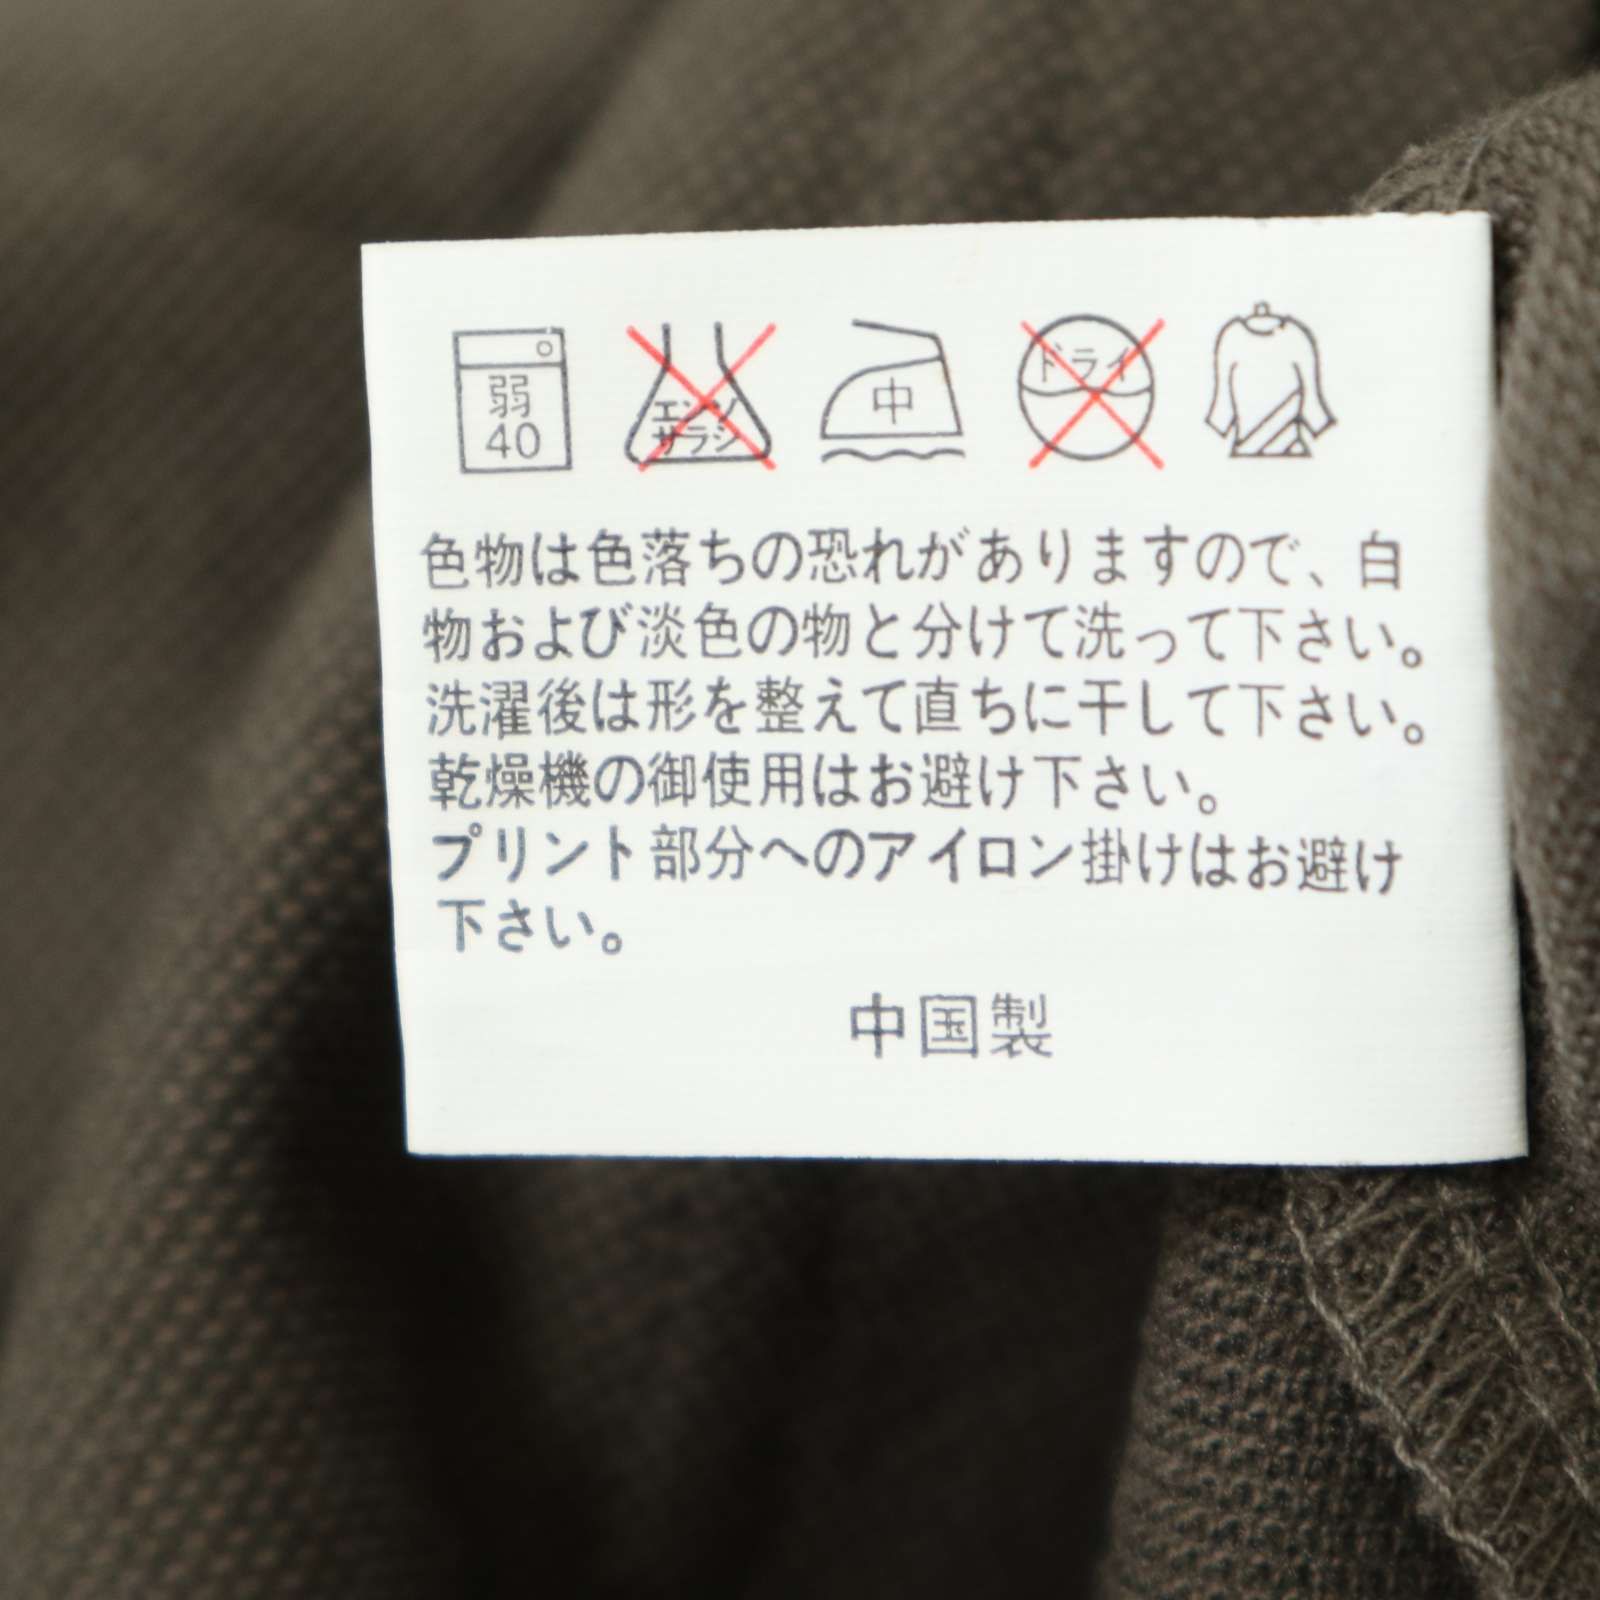 弱
40
エンソ
サラシ
中
ドライ
色物は色落ちの恐れがありますので、白
物および淡色の物と分けて洗って下さい。
洗濯後は形を整えて直ちに干して下さい。
乾燥機の御使用はお避け下さい。
プリント部分へのアイロン掛けはお避け
下さい。
中国製